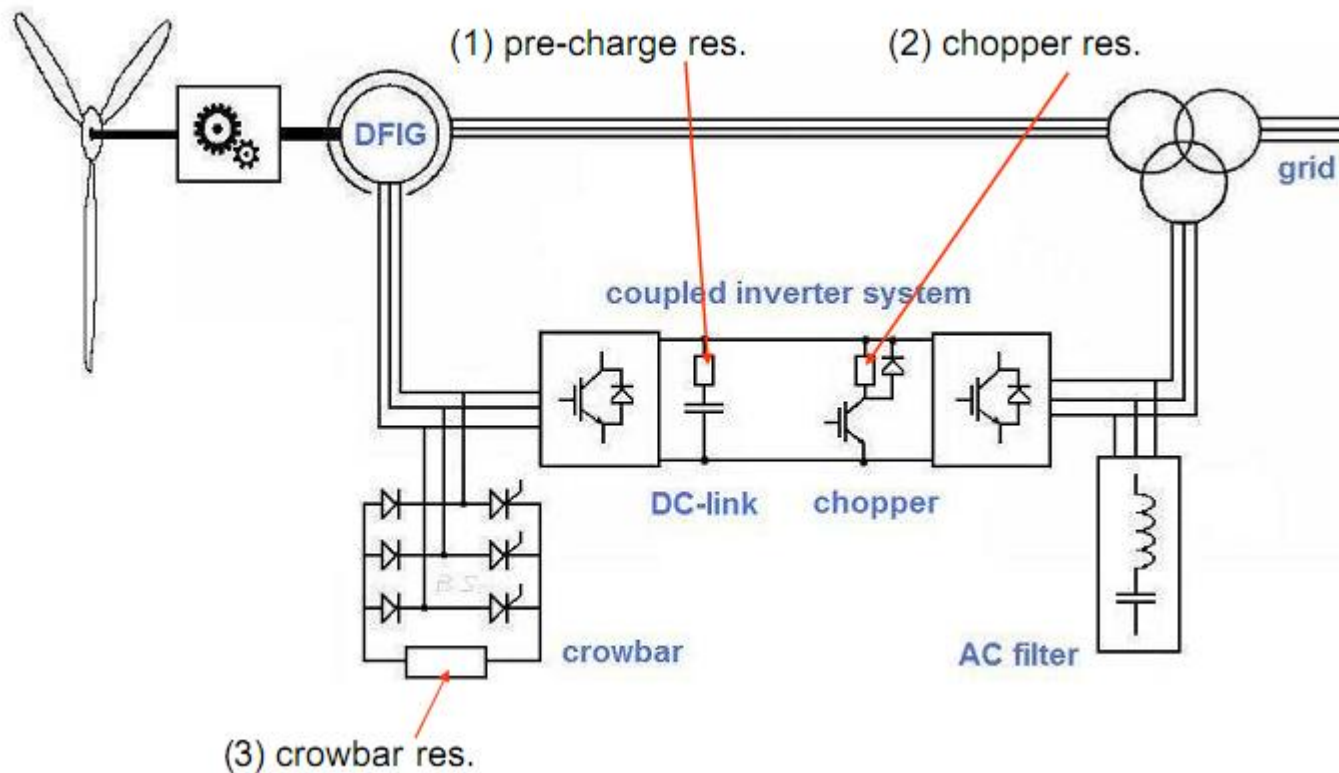 (1) pre-charge res.
(2) chopper res.
DFIG
grid
coupled inverter system
DC-link
chopper
crowbar
AC filter
(3) crowbar res.